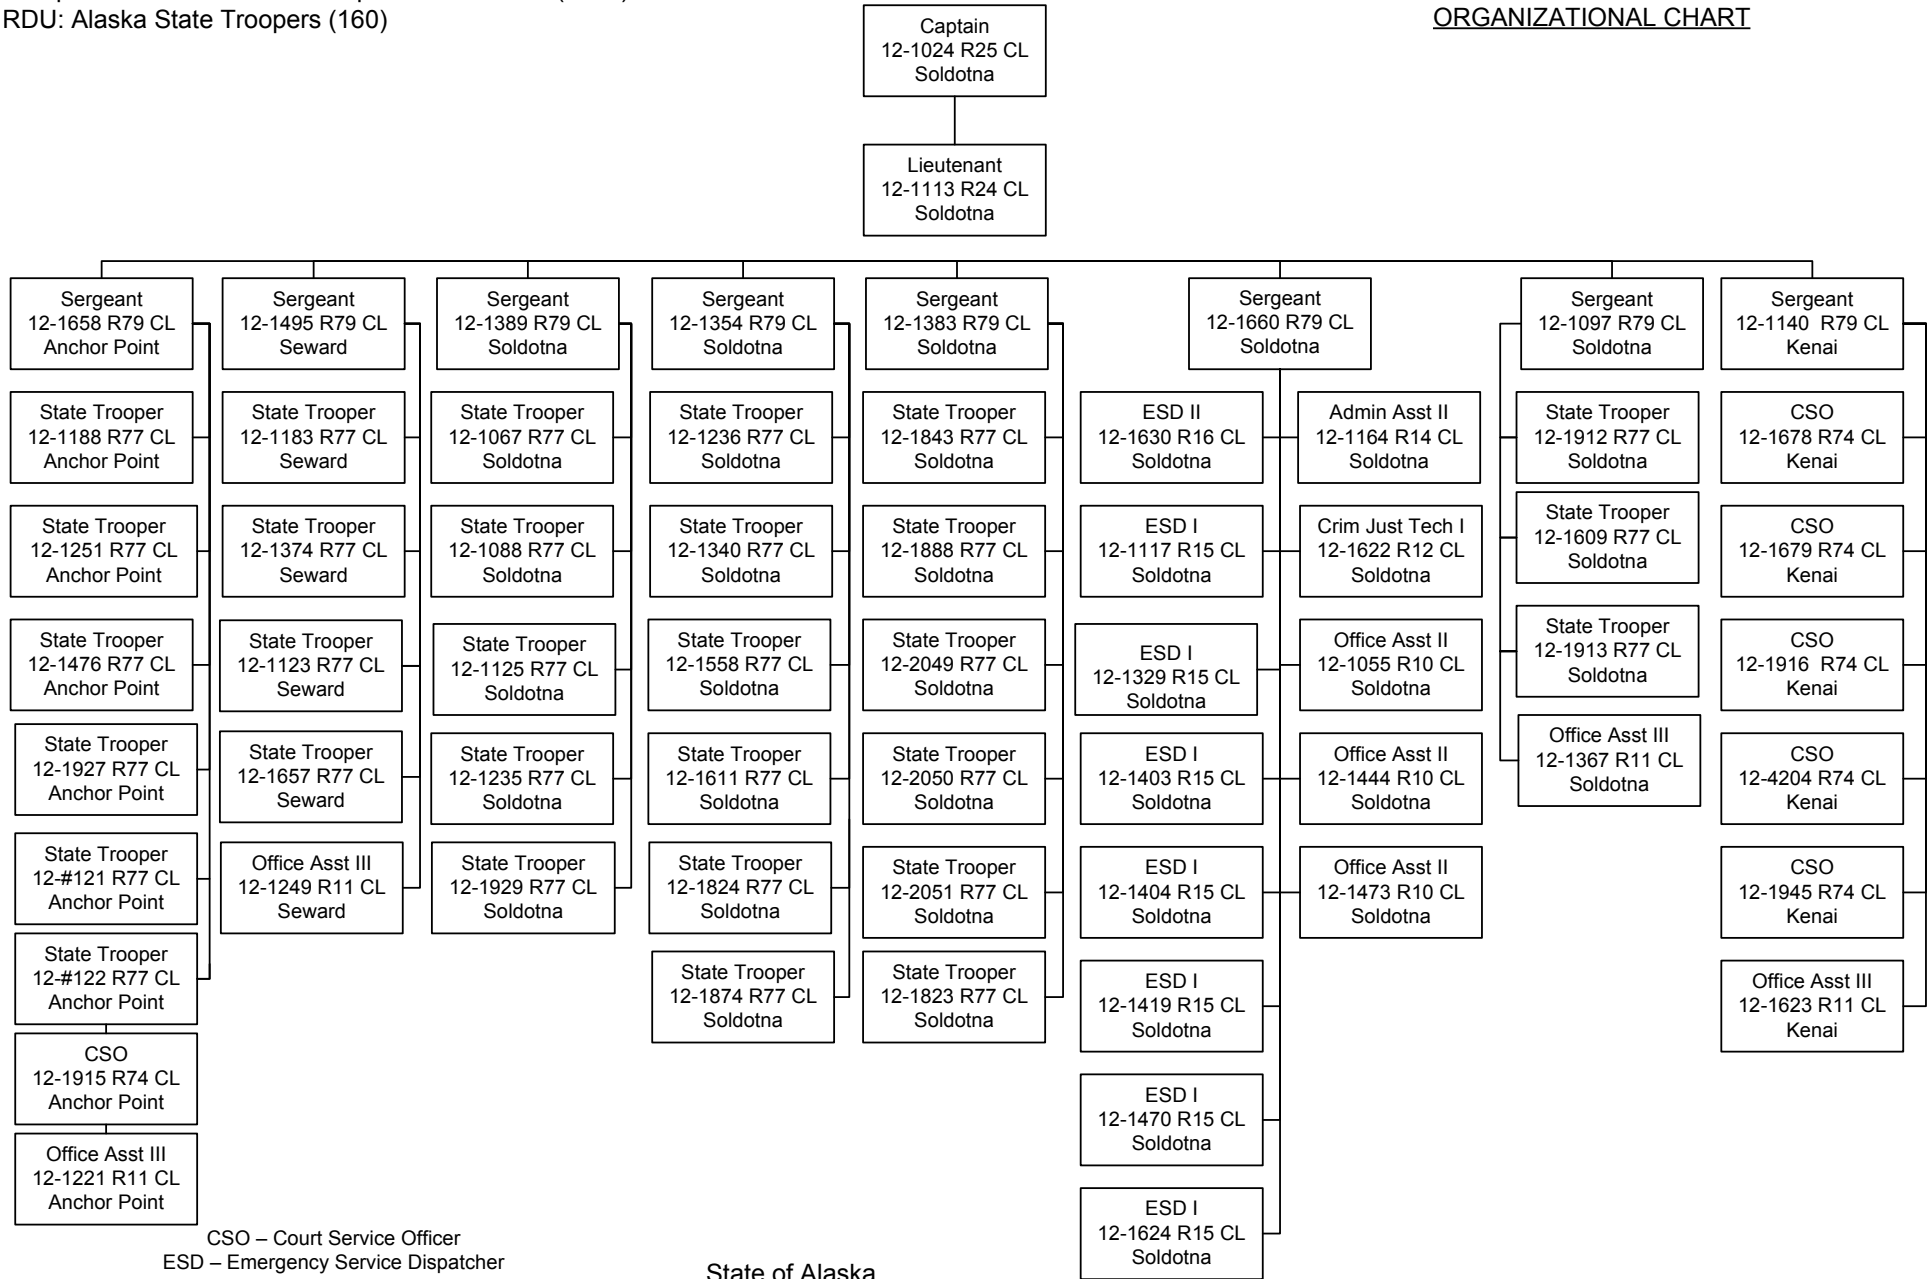 RDU: Alaska State Troopers (160)
ORGANIZATIONAL CHART
Captain
12-1024 R25 CL
Soldotna
Lieutenant
12-1113 R24 CL
Soldotna
Sergeant
12-1658 R79 CL
Anchor Point
State Trooper
12-1188 R77 CL
Anchor Point
State Trooper
12-1251 R77 CL
Anchor Point
State Trooper
12-1476 R77 CL
Anchor Point
State Trooper
12-1927 R77 CL
Anchor Point
State Trooper
12-#121 R77 CL
Anchor Point
State Trooper
12-#122 R77 CL
Anchor Point
CSO
12-1915 R74 CL
Anchor Point
Office Asst III
12-1221 R11 CL
Anchor Point
Sergeant
12-1495 R79 CL
Seward
State Trooper
12-1183 R77 CL
Seward
State Trooper
12-1374 R77 CL
Seward
State Trooper
12-1123 R77 CL
Seward
State Trooper
12-1657 R77 CL
Seward
Office Asst III
12-1249 R11 CL
Seward
Sergeant
12-1389 R79 CL
Soldotna
State Trooper
12-1067 R77 CL
Soldotna
State Trooper
12-1088 R77 CL
Soldotna
State Trooper
12-1125 R77 CL
Soldotna
State Trooper
12-1235 R77 CL
Soldotna
State Trooper
12-1929 R77 CL
Soldotna
Sergeant
12-1354 R79 CL
Soldotna
State Trooper
12-1236 R77 CL
Soldotna
State Trooper
12-1340 R77 CL
Soldotna
State Trooper
12-1558 R77 CL
Soldotna
State Trooper
12-1611 R77 CL
Soldotna
State Trooper
12-1824 R77 CL
Soldotna
State Trooper
12-1874 R77 CL
Soldotna
Sergeant
12-1383 R79 CL
Soldotna
State Trooper
12-1843 R77 CL
Soldotna
State Trooper
12-1888 R77 CL
Soldotna
State Trooper
12-2049 R77 CL
Soldotna
State Trooper
12-2050 R77 CL
Soldotna
State Trooper
12-2051 R77 CL
Soldotna
State Trooper
12-1823 R77 CL
Soldotna
Sergeant
12-1660 R79 CL
Soldotna
ESD II
12-1630 R16 CL
Soldotna
ESD I
12-1117 R15 CL
Soldotna
ESD I
12-1329 R15 CL
Soldotna
ESD I
12-1403 R15 CL
Soldotna
ESD I
12-1404 R15 CL
Soldotna
ESD I
12-1419 R15 CL
Soldotna
ESD I
12-1470 R15 CL
Soldotna
ESD I
12-1624 R15 CL
Soldotna
Admin Asst II
12-1164 R14 CL
Soldotna
Crim Just Tech I
12-1622 R12 CL
Soldotna
Office Asst II
12-1055 R10 CL
Soldotna
Office Asst II
12-1444 R10 CL
Soldotna
Office Asst II
12-1473 R10 CL
Soldotna
Sergeant
12-1097 R79 CL
Soldotna
State Trooper
12-1912 R77 CL
Soldotna
State Trooper
12-1609 R77 CL
Soldotna
State Trooper
12-1913 R77 CL
Soldotna
Office Asst III
12-1367 R11 CL
Soldotna
Sergeant
12-1140 R79 CL
Kenai
CSO
12-1678 R74 CL
Kenai
CSO
12-1679 R74 CL
Kenai
CSO
12-1916 R74 CL
Kenai
CSO
12-4204 R74 CL
Kenai
CSO
12-1945 R74 CL
Kenai
Office Asst III
12-1623 R11 CL
Kenai
CSO – Court Service Officer
ESD – Emergency Service Dispatcher
State of Alaska